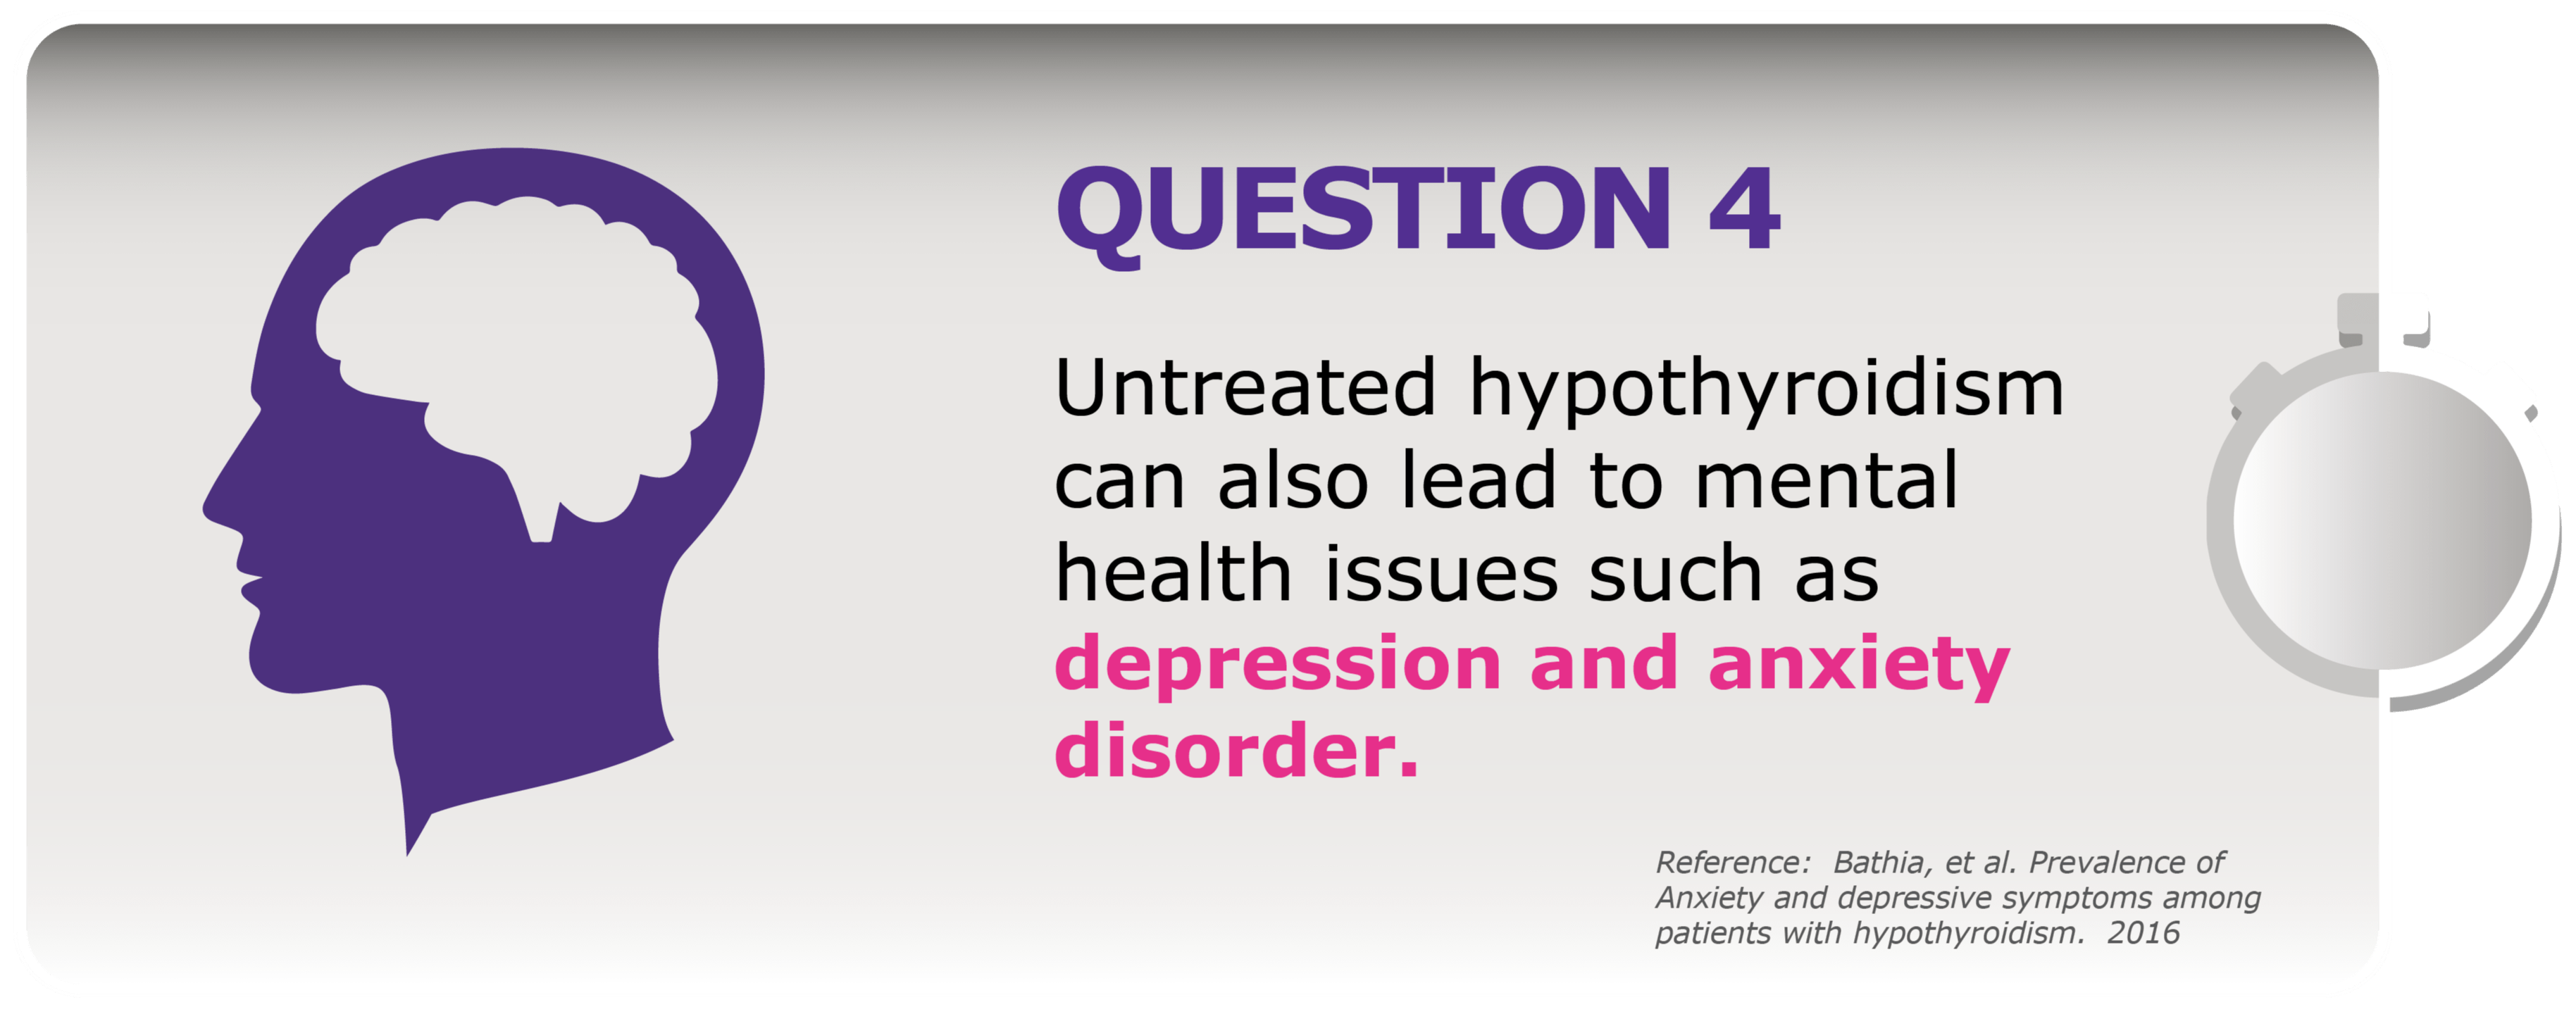 QUESTION 4
Untreated hypothyroidism
can also lead to mental
health issues such as
depression and anxiety
disorder.
Reference:  Bathia, et al. Prevalence of
Anxiety and depressive symptoms among
patients with hypothyroidism.  2016